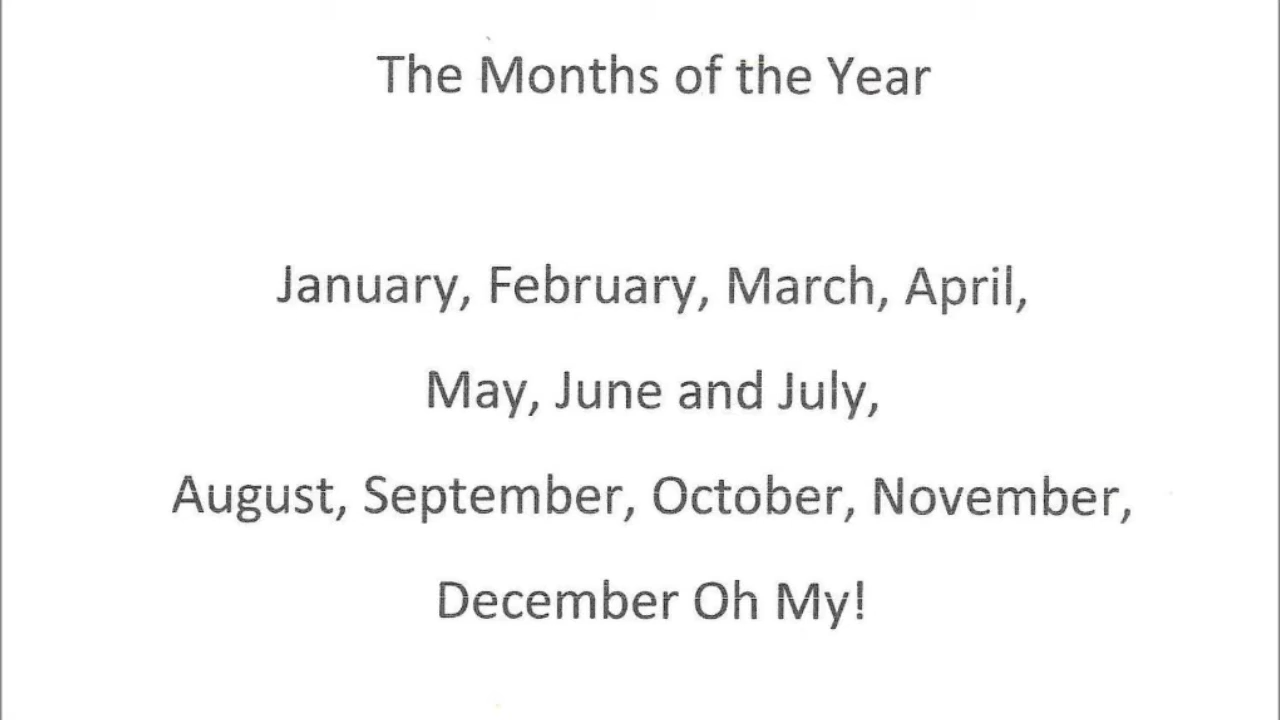 The Months of the Year
January, February, March, April,
May, June and July,
August, September, October, November,
December Oh My!